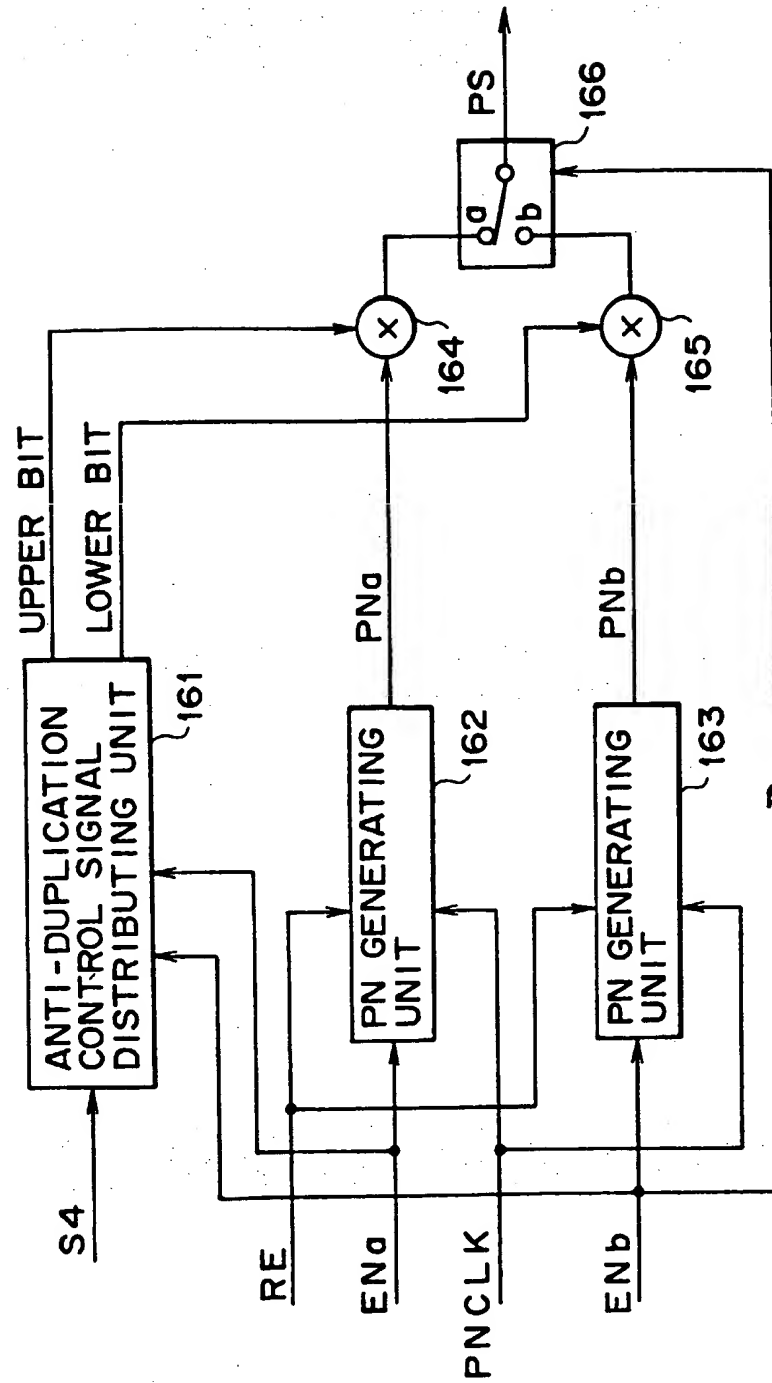 S4
ANTI-DUPLICATION
CONTROL SIGNAL
DISTRIBUTING UNIT
161
UPPER BIT
LOWER BIT
RE
ENa
PNCLK
ENb
PN GENERATING
UNIT
162
PNa
PN GENERATING
UNIT
163
PNb
X
164
X
165
a
b
166
PS